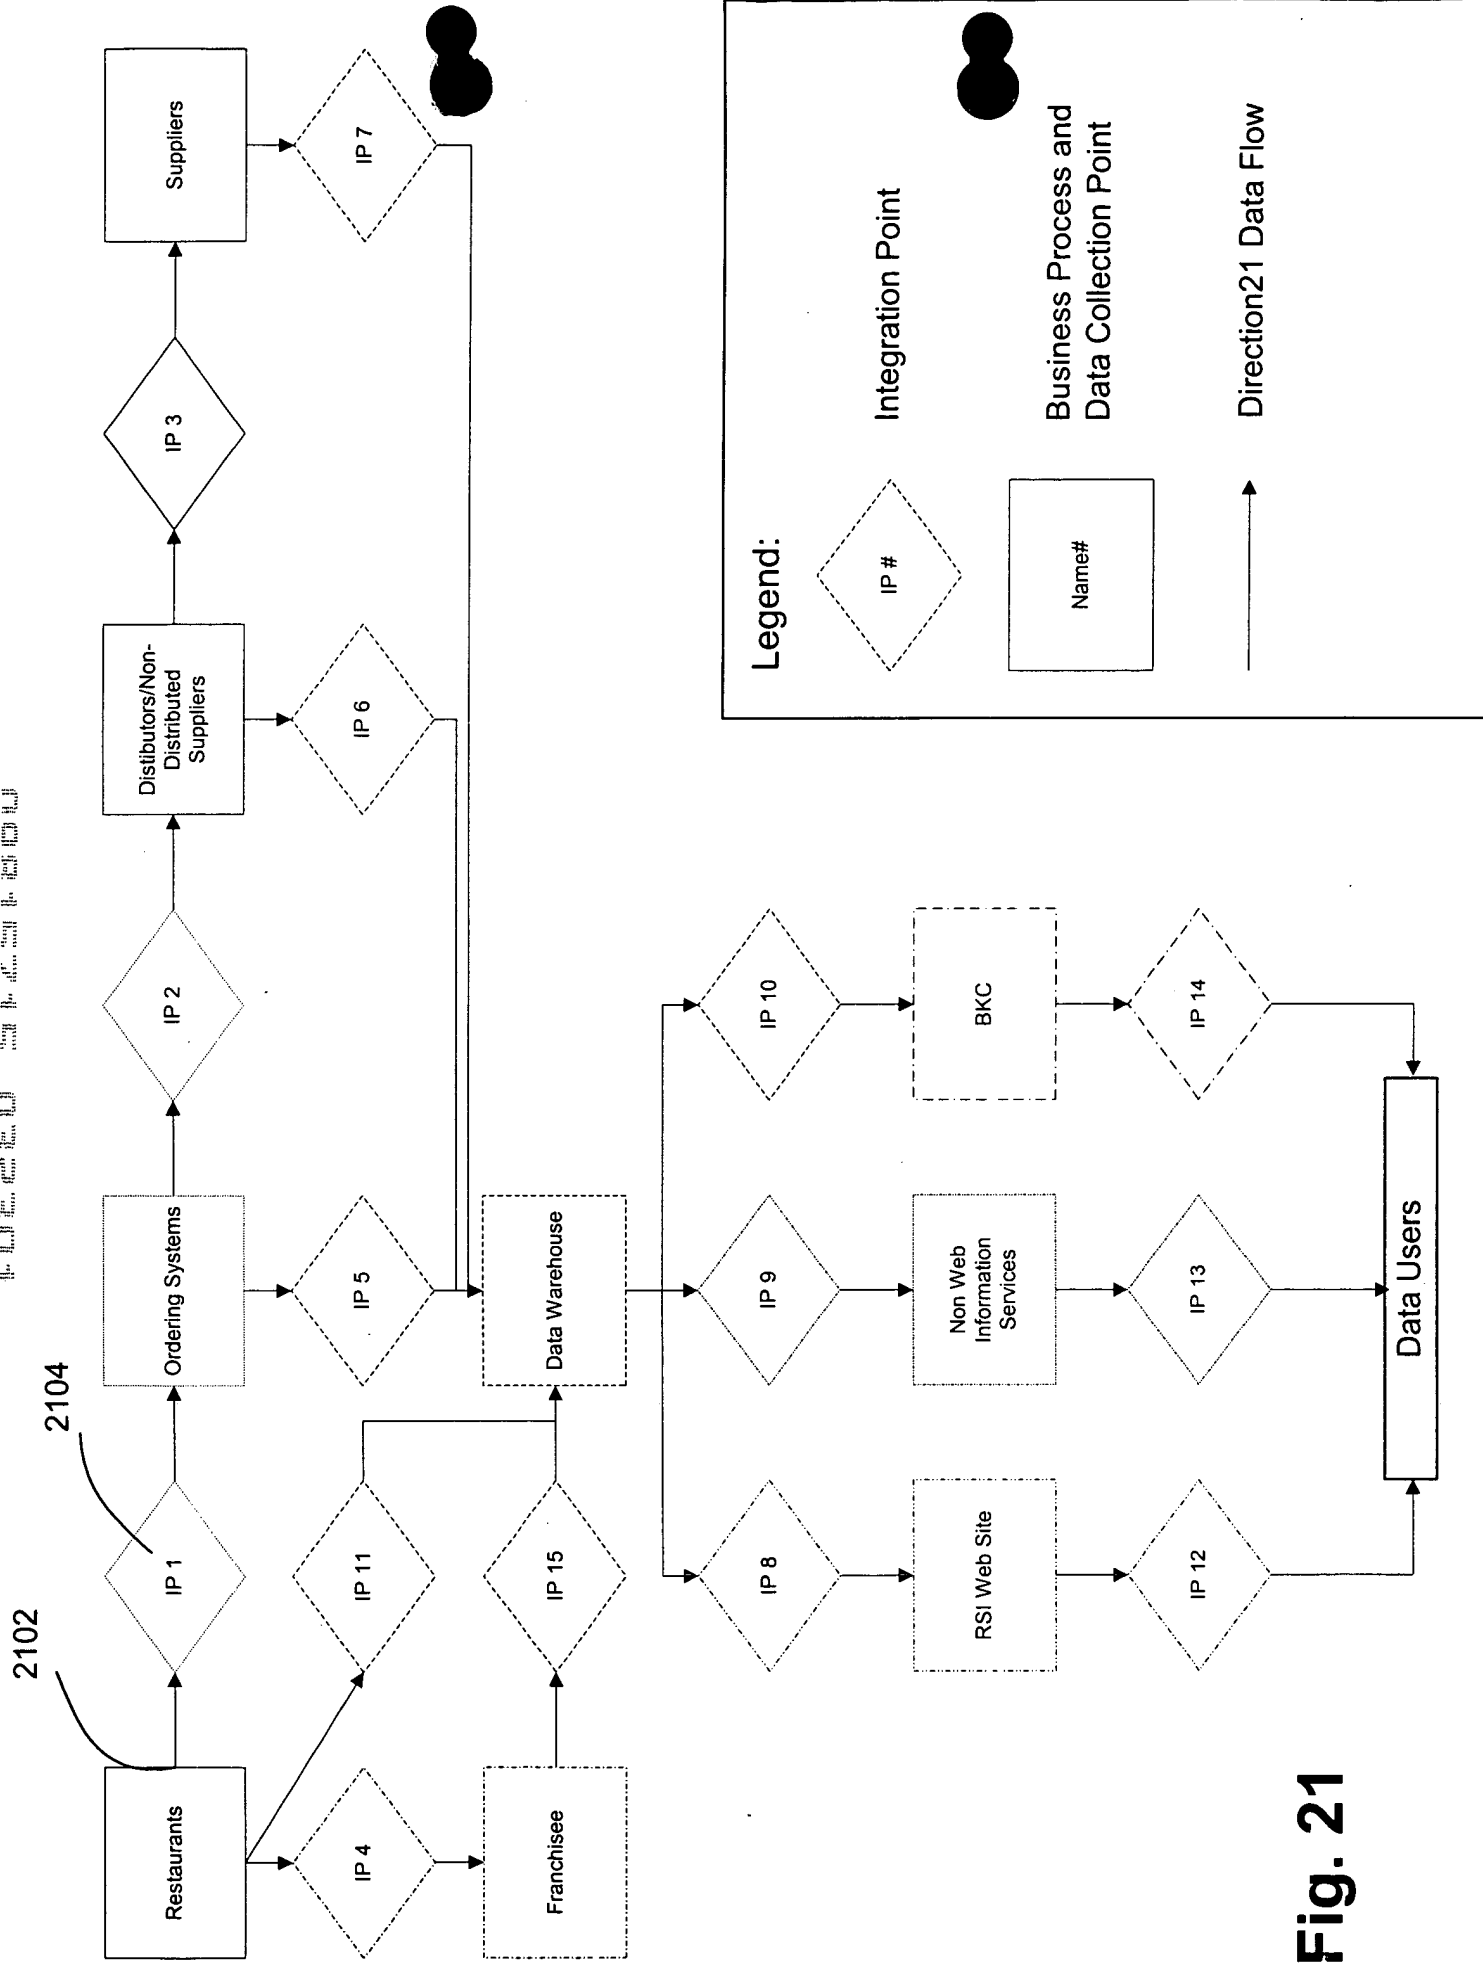 2102
2104
Restaurants
IP 1
Ordering Systems
IP 2
Distibutors/Non-
Distributed
Suppliers
IP 3
Suppliers
IP 4
IP 11
IP 5
IP 6
IP 7
Franchisee
IP 15
Data Warehouse
IP 8
IP 9
IP 10
RSI Web Site
Non Web
Information
Services
BKC
IP 12
IP 13
IP 14
Data Users
Legend:
IP #
Integration Point
Name#
Business Process and
Data Collection Point
Direction21 Data Flow
Fig. 21